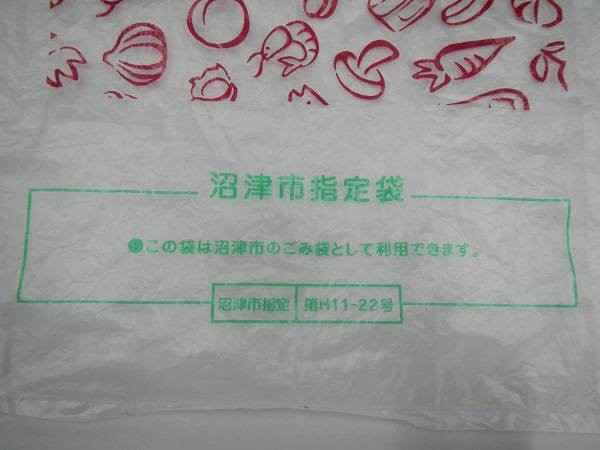 沼津市指定袋
●この袋は沼津市のごみ袋として利用できます。
沼津市指定 第H11-22号